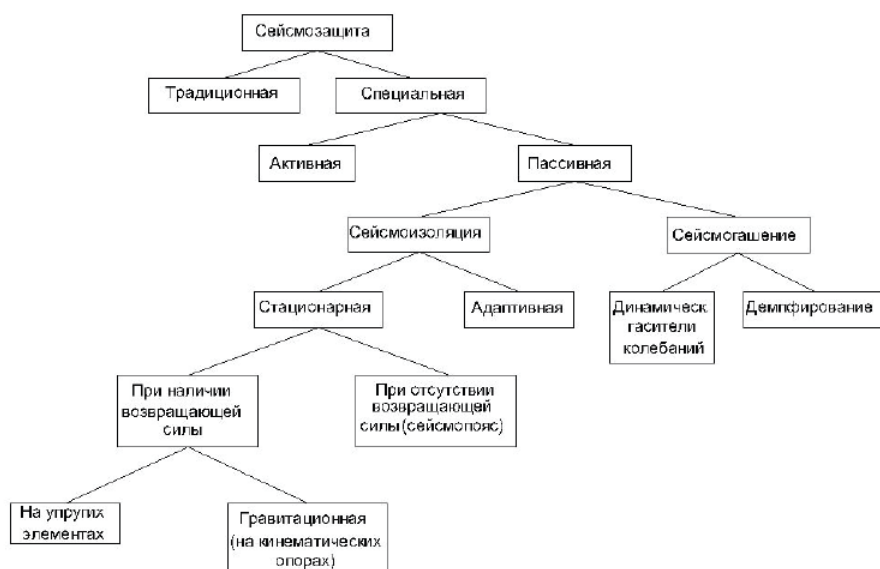 Сейсмозащита
Традиционная
Специальная
Активная
Пассивная
Сейсмоизоляция
Сейсмогашение
Стационарная
Адаптивная
Динамическ
гасители
колебаний
Демпфирование
При наличии
возвращающей
силы
При отсутствии
возвращающей
силы(сейсмопояс)
На упругих
элементах
Гравитационная
(на кинематических
опорах)